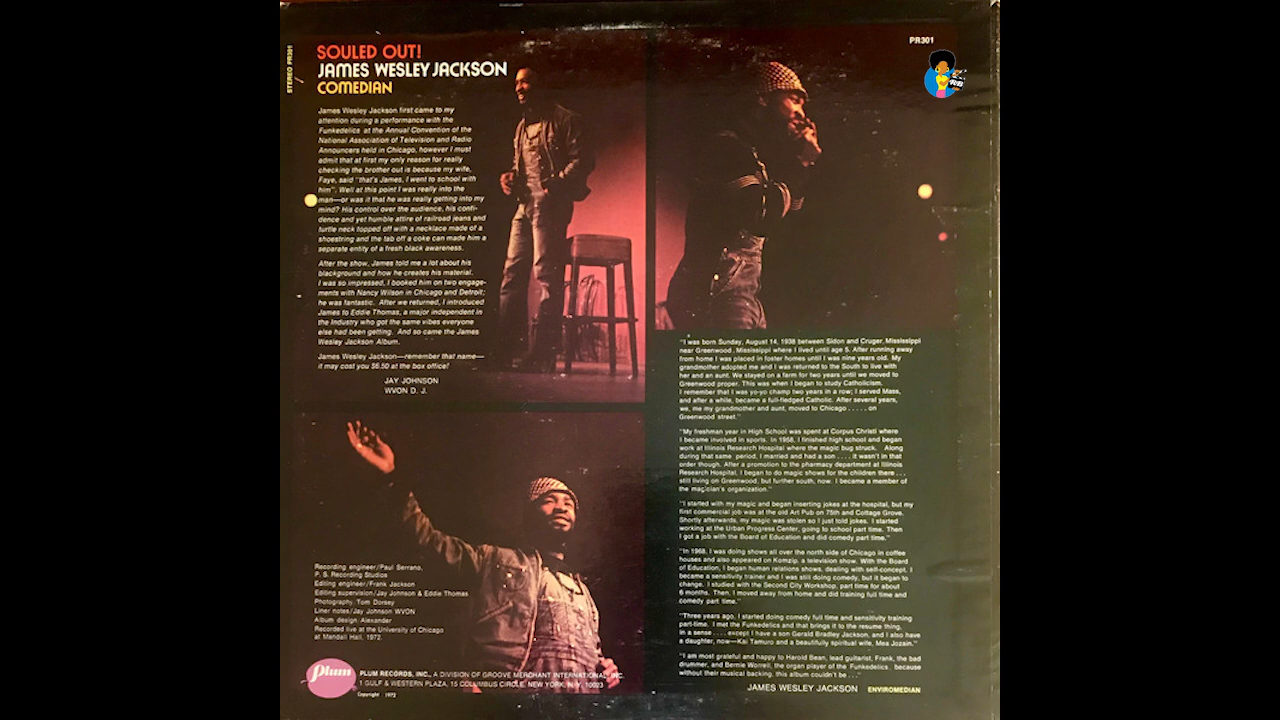 STEREO PR301
PR301
SOULED OUT!
JAMES WESLEY JACKSON
COMEDIAN
James Wesley Jackson first came to my
attention during a performance with the
Funkedelics at the Annual Convention of the
National Association of Television and Radio
Announcers held in Chicago, however I must
admit that at first my only reason for really
checking the brother out is because my wife,
Faye, said "that's James, I went to school with
him". Well at this point I was really into the
man—or was it that he was really getting into my
mind? His control over the audience, his confi-
dence and yet humble attire of railroad jeans and
turtle neck topped off with a necklace made of a
shoestring and the tab off a coke can made him a
separate entity of a fresh black awareness.
After the show, James told me a lot about his
blackground and how he creates his material.
I was so impressed, I booked him on two engage-
ments with Nancy Wilson in Chicago and Detroit;
he was fantastic. After we returned, I introduced
James to Eddie Thomas, a major independent in
the Industry who got the same vibes everyone
else had been getting. And so came the James
Wesley Jackson Album.
James Wesley Jackson—remember that name—
it may cost you $6.50 at the box office!
JAY JOHNSON
WVON D. J.
Recording engineer/Paul Serrano,
P. S. Recording Studios
Editing engineer/Frank Jackson
Editing supervision/Jay Johnson & Eddie Thomas
Photography/Tom Dorsey
Liner notes/Jay Johnson WVON
Album design/Alexander
Recorded live at the University of Chicago
at Mandall Hall, 1972.
Plum
PLUM RECORDS, INC., A DIVISION OF GROOVE MERCHANT INTERNATIONAL, INC.
1 GULF & WESTERN PLAZA, 15 COLUMBUS CIRCLE, NEW YORK, N.Y. 10023
Copyright 1972
"I was born Sunday, August 14, 1938 between Sidon and Cruger, Mississippi
near Greenwood, Mississippi where I lived until age 5. After running away
from home I was placed in foster homes until I was nine years old. My
grandmother adopted me and I was returned to the South to live with
her and an aunt. We stayed on a farm for two years until we moved to
Greenwood proper. This was when I began to study Catholicism.
I remember that I was yo-yo champ two years in a row; I served Mass,
and after a while, became a full-fledged Catholic. After several years,
we, me my grandmother and aunt, moved to Chicago . . . . . on
Greenwood street."
"My freshman year in High School was spent at Corpus Christi where
I became involved in sports. In 1958, I finished high school and began
work at Illinois Research Hospital where the magic bug struck. Along
during that same period, I married and had a son . . . . it wasn't in that
order though. After a promotion to the pharmacy department at Illinois
Research Hospital, I began to do magic shows for the children there . . .
still living on Greenwood, but further south, now. I became a member of
the magician's organization."
"I started with my magic and began inserting jokes at the hospital, but my
first commercial job was at the old Art Pub on 75th and Cottage Grove.
Shortly afterwards, my magic was stolen so I just told jokes. I started
working at the Urban Progress Center, going to school part time. Then
I got a job with the Board of Education and did comedy part time."
"In 1968, I was doing shows all over the north side of Chicago in coffee
houses and also appeared on Komzip, a television show. With the Board
of Education, I began human relations shows, dealing with self-concept. I
became a sensitivity trainer and I was still doing comedy, but it began to
change. I studied with the Second City Workshop, part time for about
6 months. Then, I moved away from home and did training full time and
comedy part time."
"Three years ago, I started doing comedy full time and sensitivity training
part-time. I met the Funkedelics and that brings it to the resume thing,
in a sense . . . . except I have a son Gerald Bradley Jackson, and I also have
a daughter, now—Kai Tamuro and a beautifully spiritual wife, Mea Jozain."
"I am most grateful and happy to Harold Bean, lead guitarist, Frank, the bad
drummer, and Bernie Worrell, the organ player of the Funkedelics . because
without their musical backing, this album couldn't be . . ."
JAMES WESLEY JACKSON ENVIROMEDIAN